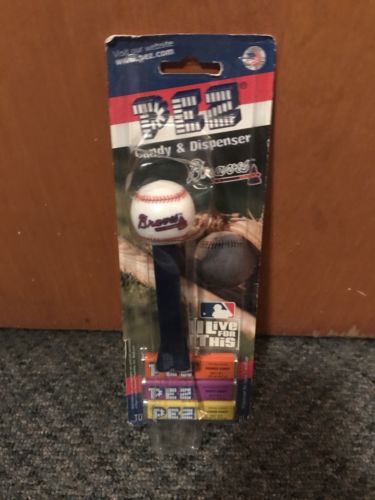 Visit our website
www.pez.com
PEZ®
Candy & Dispenser
Braves
Braves
I Live
FOR
THIS
PEZ
PEZ
PEZ